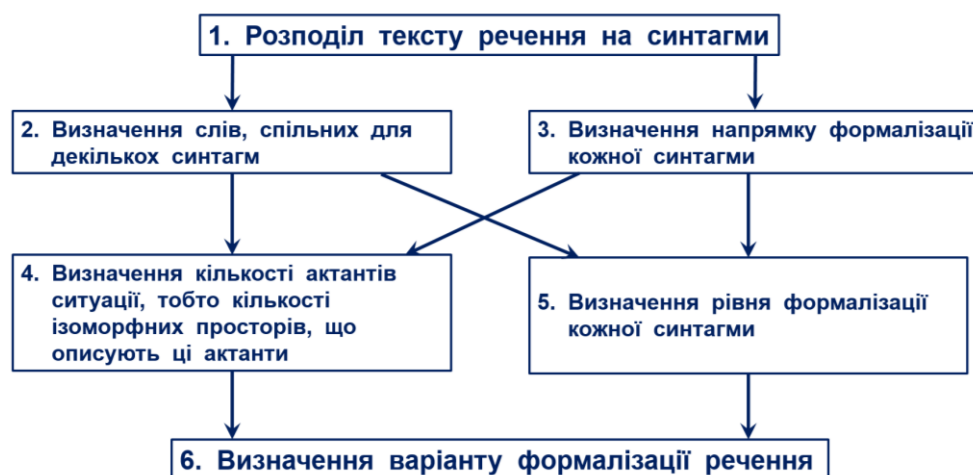 1. Розподіл тексту речення на синтагми
2. Визначення слів, спільних для
декількох синтагм
3. Визначення напрямку формалізації
кожної синтагми
4. Визначення кількості актантів
ситуації, тобто кількості
ізоморфних просторів, що
описують ці актанти
5. Визначення рівня формалізації
кожної синтагми
6. Визначення варіанту формалізації речення